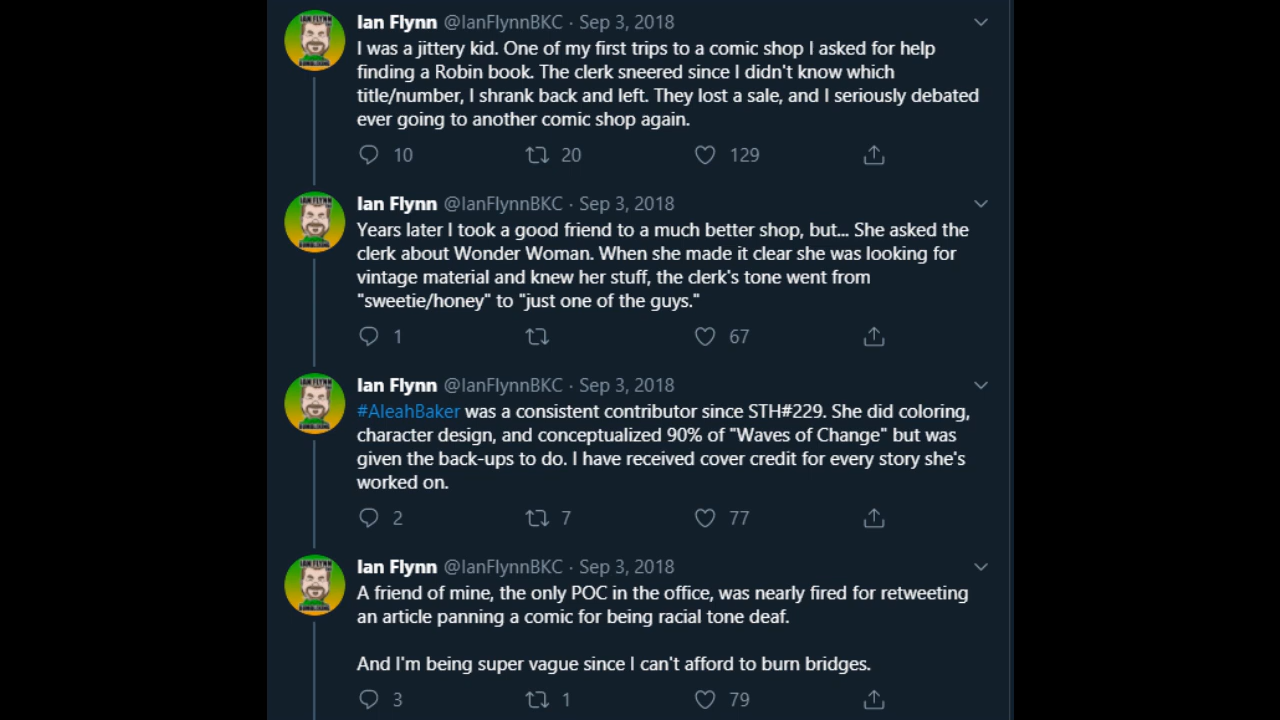 Ian Flynn @IanFlynnBKC · Sep 3, 2018
I was a jittery kid. One of my first trips to a comic shop I asked for help
finding a Robin book. The clerk sneered since I didn't know which
title/number, I shrank back and left. They lost a sale, and I seriously debated
ever going to another comic shop again.
10 20 129
Ian Flynn @IanFlynnBKC · Sep 3, 2018
Years later I took a good friend to a much better shop, but... She asked the
clerk about Wonder Woman. When she made it clear she was looking for
vintage material and knew her stuff, the clerk's tone went from
"sweetie/honey" to "just one of the guys."
1 67
Ian Flynn @IanFlynnBKC · Sep 3, 2018
#AleahBaker was a consistent contributor since STH#229. She did coloring,
character design, and conceptualized 90% of "Waves of Change" but was
given the back-ups to do. I have received cover credit for every story she's
worked on.
2 7 77
Ian Flynn @IanFlynnBKC · Sep 3, 2018
A friend of mine, the only POC in the office, was nearly fired for retweeting
an article panning a comic for being racial tone deaf.
And I'm being super vague since I can't afford to burn bridges.
3 1 79